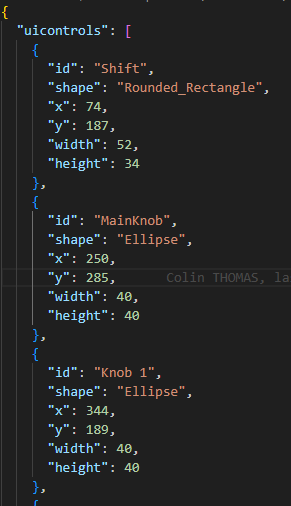 {
"uicontrols": [
{
"id": "Shift",
"shape": "Rounded_Rectangle",
"x": 74,
"y": 187,
"width": 52,
"height": 34
},
{
"id": "MainKnob",
"shape": "Ellipse",
"x": 250,
"y": 285, Colin THOMAS, la
"width": 40,
"height": 40
},
{
"id": "Knob 1",
"shape": "Ellipse",
"x": 344,
"y": 189,
"width": 40,
"height": 40
},
{